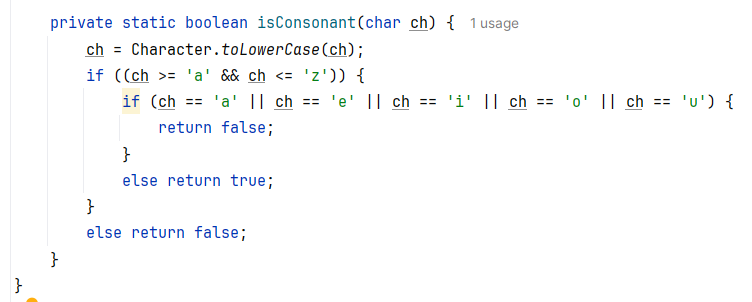 private static boolean isConsonant(char ch) { 1 usage
ch = Character.toLowerCase(ch);
if ((ch >= 'a' && ch <= 'z')) {
if (ch == 'a' || ch == 'e' || ch == 'i' || ch == 'o' || ch == 'u') {
return false;
}
else return true;
}
else return false;
}
}